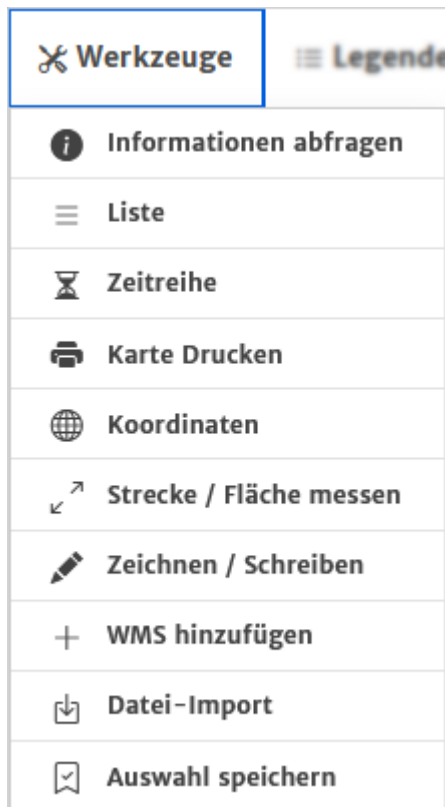 Werkzeuge Legende
Informationen abfragen
Liste
Zeitreihe
Karte Drucken
Koordinaten
Strecke / Fläche messen
Zeichnen / Schreiben
WMS hinzufügen
Datei-Import
Auswahl speichern